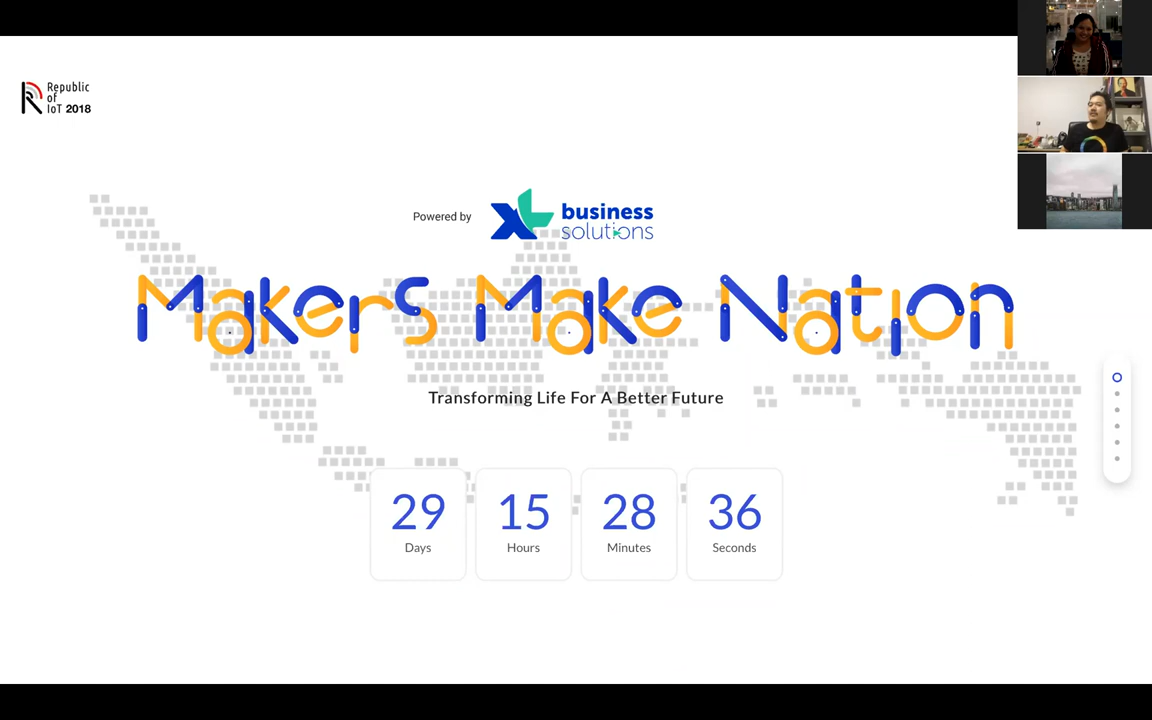 Republic
of
IoT 2018
Powered by
XL business
solutions
Makers Make Nation
Transforming Life For A Better Future
29 15 28 36
Days Hours Minutes Seconds